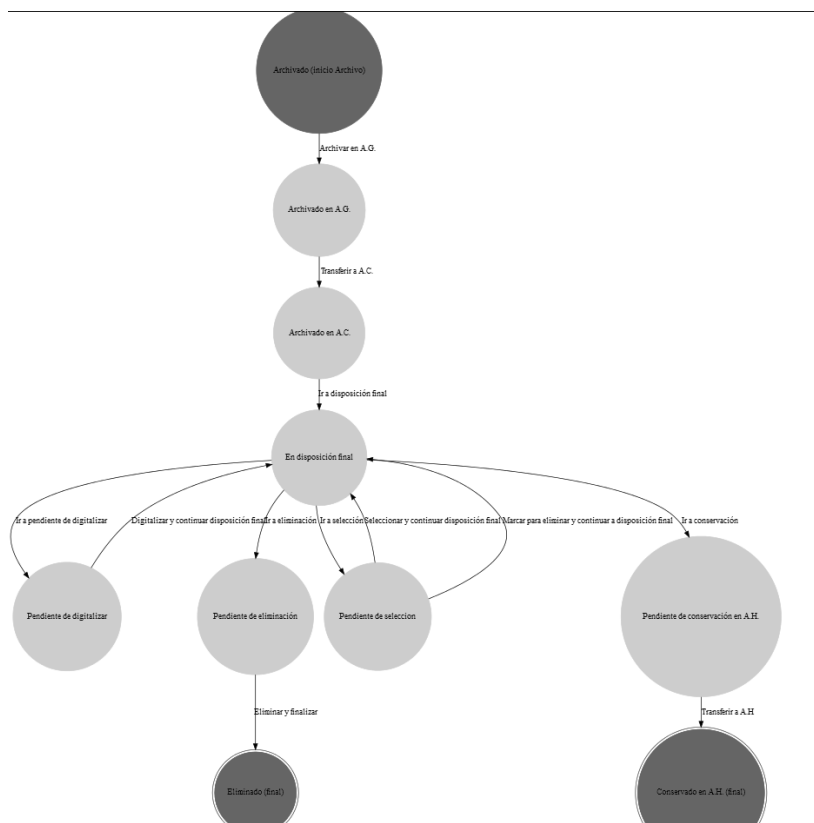 Archivado (inicio Archivo)
Archivar en A.G.
Archivado en A.G.
Transferir a A.C.
Archivado en A.C.
Ir a disposición final
En disposición final
Ir a pendiente de digitalizar
Digitalizar y continuar disposición final
Ir a eliminación
Ir a selección
Seleccionar y continuar disposición final
Marcar para eliminar y continuar a disposición final
Ir a conservación
Pendiente de digitalizar
Pendiente de eliminación
Pendiente de seleccion
Pendiente de conservación en A.H.
Eliminar y finalizar
Transferir a A.H
Eliminado (final)
Conservado en A.H. (final)